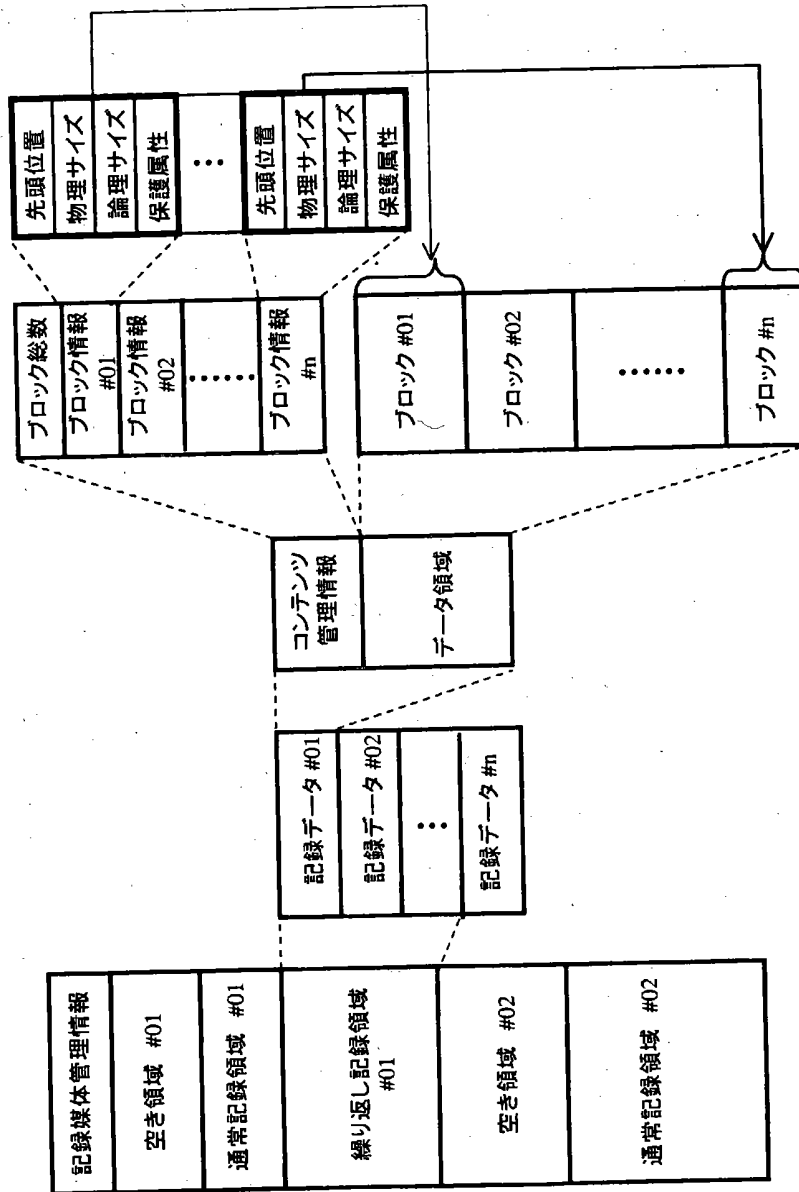 記録媒体管理情報
空き領域 #01
通常記録領域 #01
繰り返し記録領域
#01
空き領域 #02
通常記録領域 #02
記録データ #01
記録データ #02
・・・
記録データ #n
コンテンツ
管理情報
データ領域
ブロック総数
ブロック情報
#01
ブロック情報
#02
・・・・・・
ブロック情報
#n
ブロック #01
ブロック #02
・・・・・・
ブロック #n
先頭位置
物理サイズ
論理サイズ
保護属性
・・・
先頭位置
物理サイズ
論理サイズ
保護属性